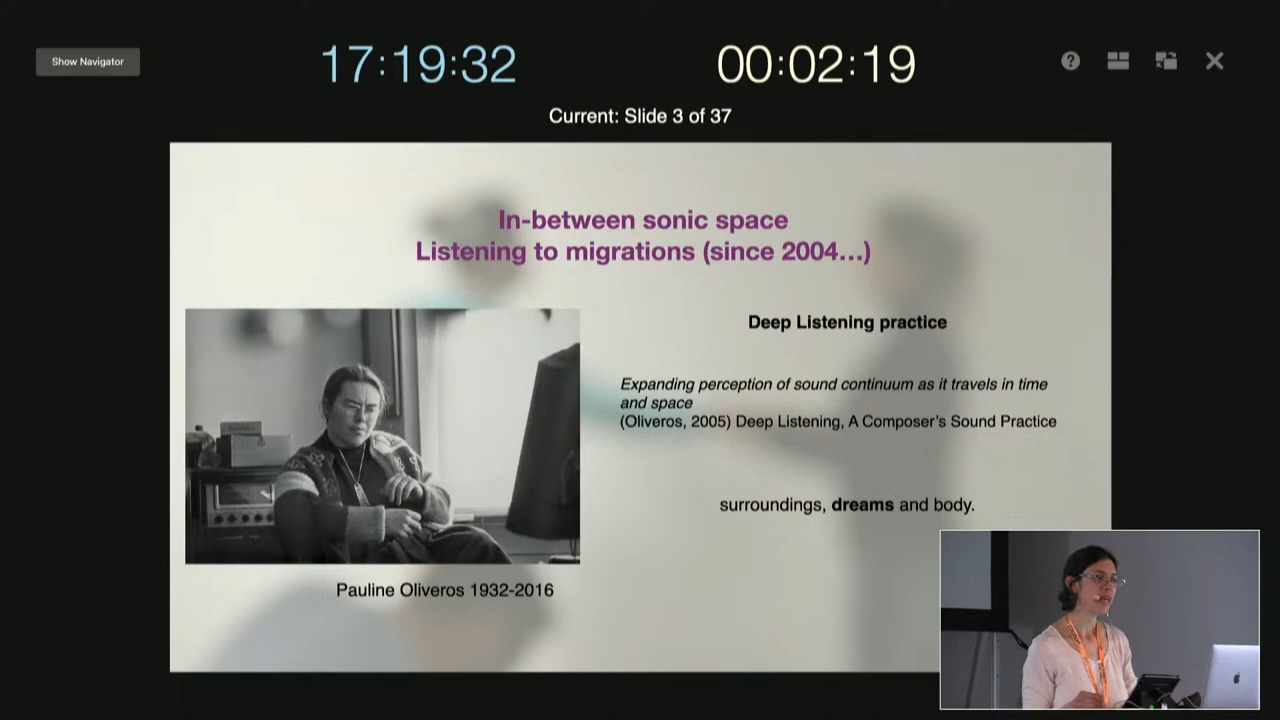 Show Navigator
17:19:32
00:02:19
Current: Slide 3 of 37
In-between sonic space
Listening to migrations (since 2004...)
Deep Listening practice
Expanding perception of sound continuum as it travels in time
and space
(Oliveros, 2005) Deep Listening, A Composer's Sound Practice
surroundings, dreams and body.
Pauline Oliveros 1932-2016